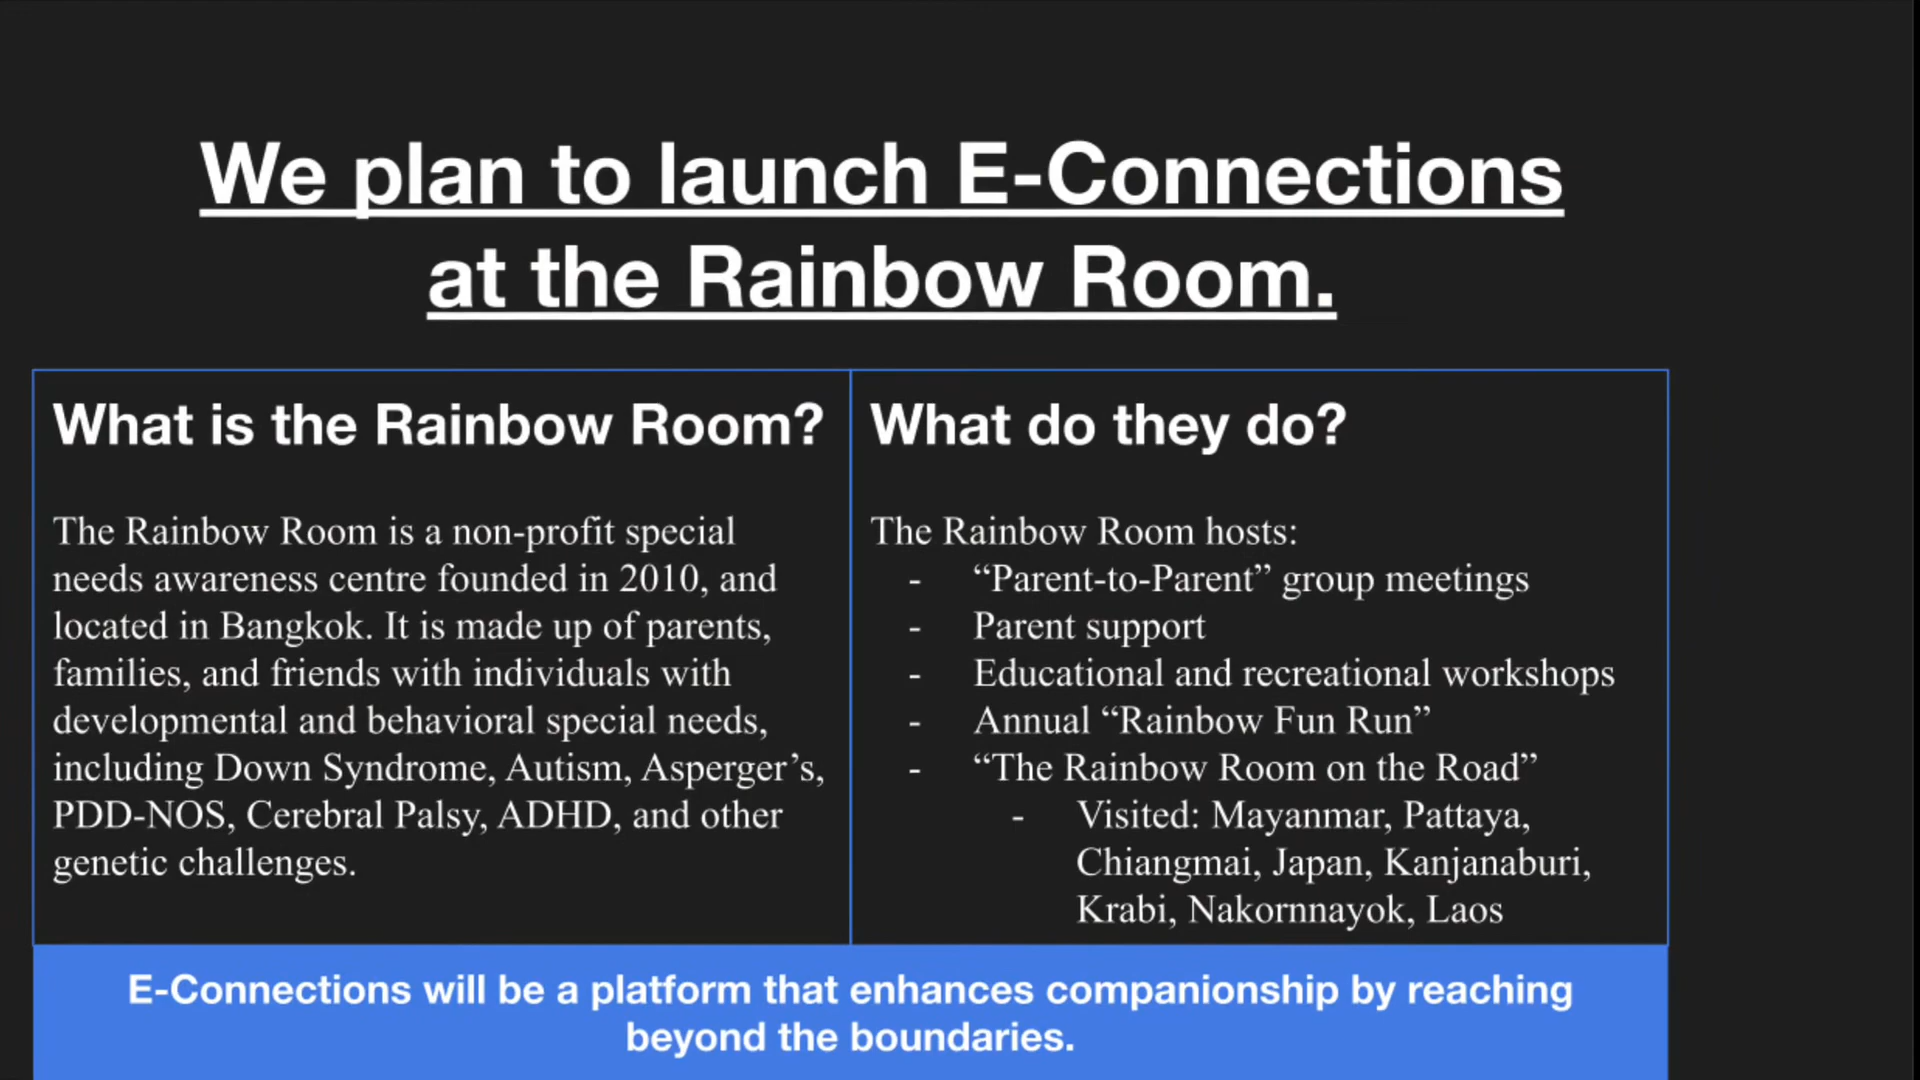 We plan to launch E-Connections
at the Rainbow Room.
What is the Rainbow Room?
The Rainbow Room is a non-profit special
needs awareness centre founded in 2010, and
located in Bangkok. It is made up of parents,
families, and friends with individuals with
developmental and behavioral special needs,
including Down Syndrome, Autism, Asperger’s,
PDD-NOS, Cerebral Palsy, ADHD, and other
genetic challenges.
What do they do?
The Rainbow Room hosts:
- “Parent-to-Parent” group meetings
- Parent support
- Educational and recreational workshops
- Annual “Rainbow Fun Run”
- “The Rainbow Room on the Road”
- Visited: Mayanmar, Pattaya,
Chiangmai, Japan, Kanjanaburi,
Krabi, Nakornnayok, Laos
E-Connections will be a platform that enhances companionship by reaching
beyond the boundaries.